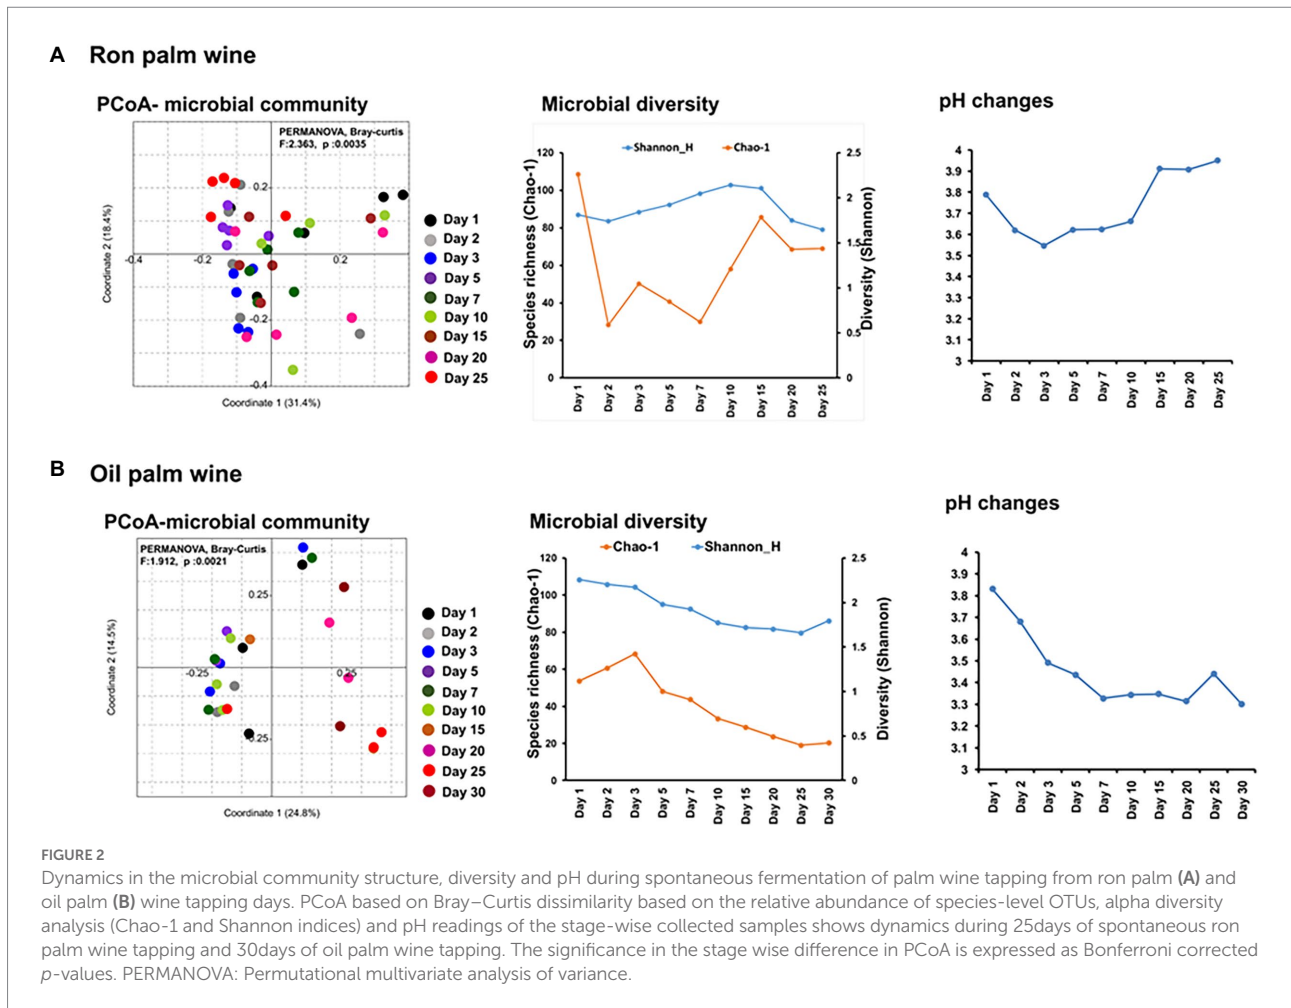 A Ron palm wine
PCoA- microbial community
PERMANOVA, Bray-curtis
F:2.363, p :0.0035
0.2
-0.4
-0.2
0.2
-0.2
-0.4
Coordinate 2 (18.4%)
Coordinate 1 (31.4%)
Day 1
Day 2
Day 3
Day 5
Day 7
Day 10
Day 15
Day 20
Day 25
Microbial diversity
Shannon_H
Chao-1
Species richness (Chao-1)
120
100
80
60
40
20
0
2.5
2
1.5
1
0.5
0
Diversity (Shannon)
Day 1
Day 2
Day 3
Day 5
Day 7
Day 10
Day 15
Day 20
Day 25
pH changes
4
3.9
3.8
3.7
3.6
3.5
3.4
3.3
3.2
3.1
3
Day 1
Day 2
Day 3
Day 5
Day 7
Day 10
Day 15
Day 20
Day 25
B Oil palm wine
PCoA-microbial community
PERMANOVA, Bray-Curtis
F:1.912, p :0.0021
0.25
-0.25
0.25
0.25
Coordinate 2 (14.5%)
Coordinate 1 (24.8%)
Day 1
Day 2
Day 3
Day 5
Day 7
Day 10
Day 15
Day 20
Day 25
Day 30
Microbial diversity
Chao-1
Shannon_H
Species richness (Chao-1)
120
100
80
60
40
20
0
2.5
2
1.5
1
0.5
0
Diversity (Shannon)
Day 1
Day 2
Day 3
Day 5
Day 7
Day 10
Day 15
Day 20
Day 25
Day 30
pH changes
4
3.9
3.8
3.7
3.6
3.5
3.4
3.3
3.2
3.1
3
Day 1
Day 2
Day 3
Day 5
Day 7
Day 10
Day 15
Day 20
Day 25
Day 30
FIGURE 2
Dynamics in the microbial community structure, diversity and pH during spontaneous fermentation of palm wine tapping from ron palm (A) and
oil palm (B) wine tapping days. PCoA based on Bray–Curtis dissimilarity based on the relative abundance of species-level OTUs, alpha diversity
analysis (Chao-1 and Shannon indices) and pH readings of the stage-wise collected samples shows dynamics during 25days of spontaneous ron
palm wine tapping and 30days of oil palm wine tapping. The significance in the stage wise difference in PCoA is expressed as Bonferroni corrected
p-values. PERMANOVA: Permutational multivariate analysis of variance.